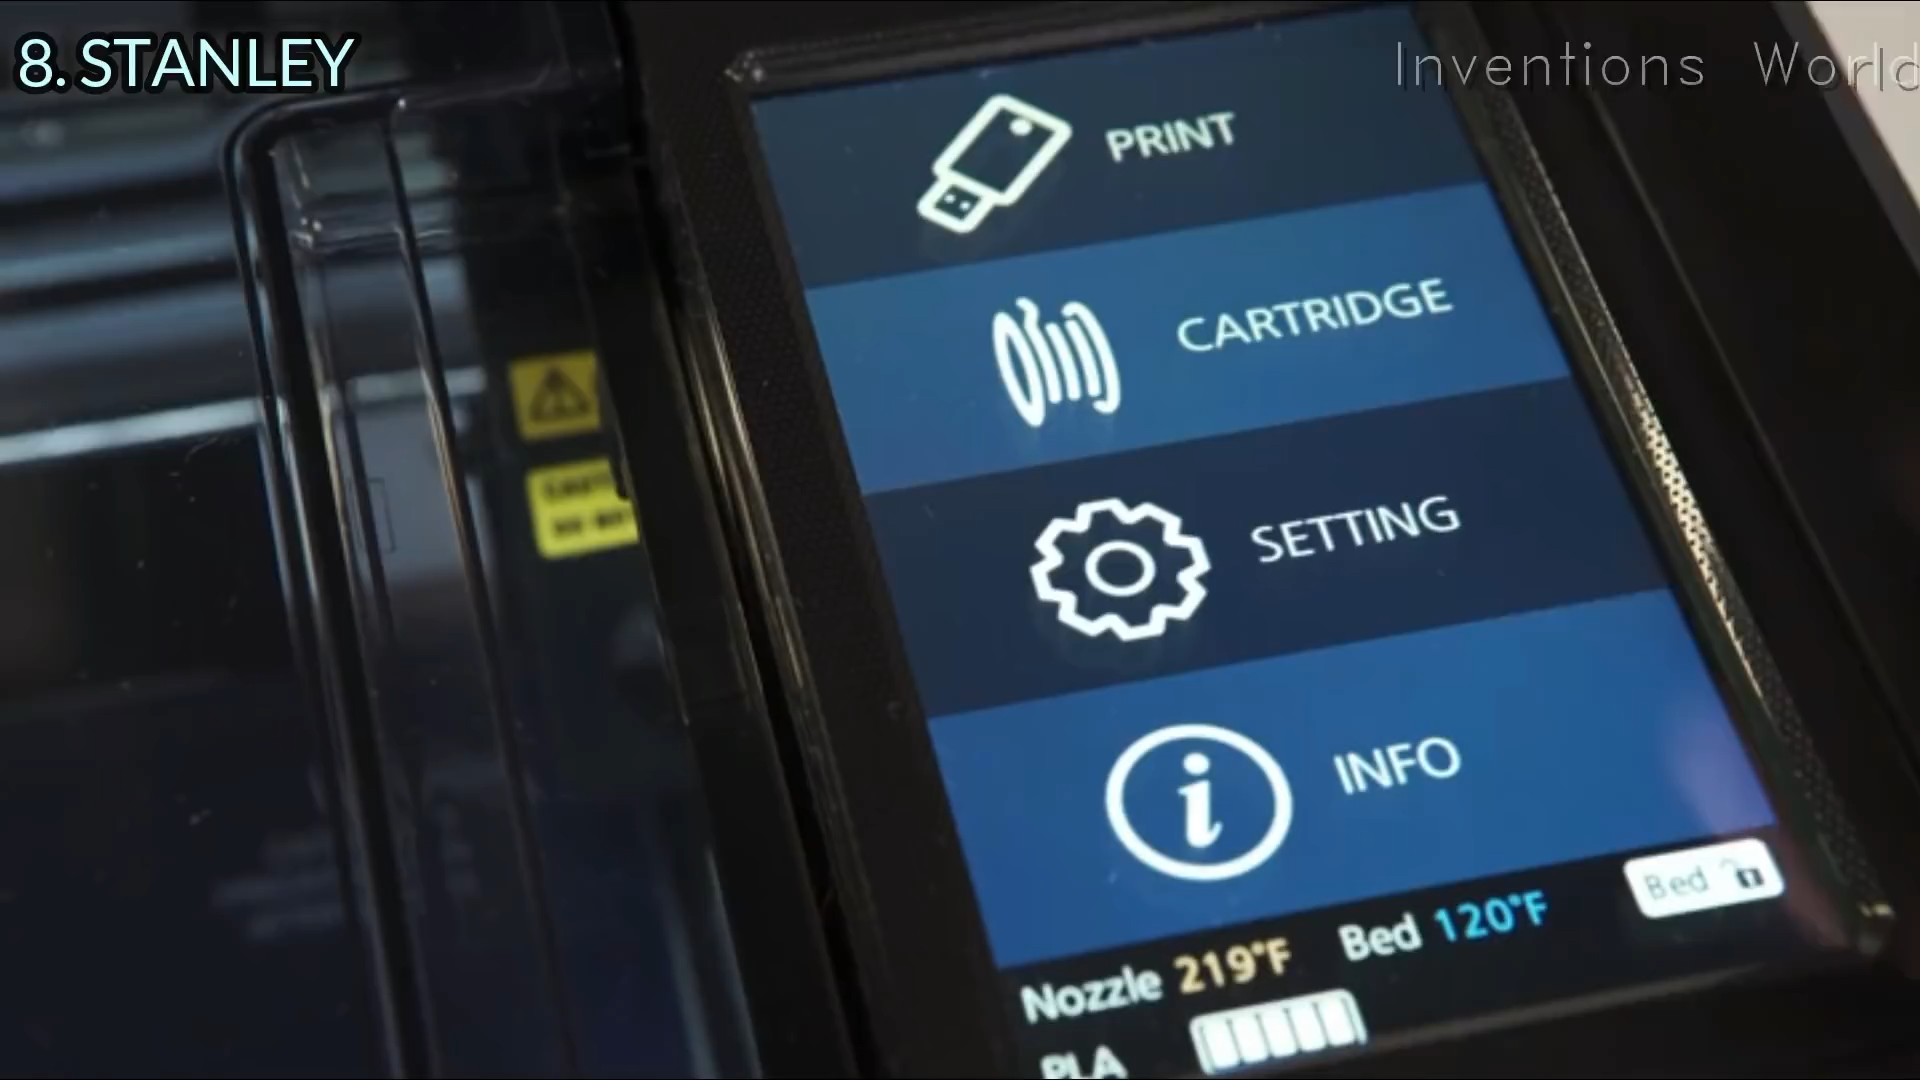 8. STANLEY
Inventions World
PRINT
CARTRIDGE
SETTING
INFO
Nozzle 219°F Bed 120°F Bed
PLA